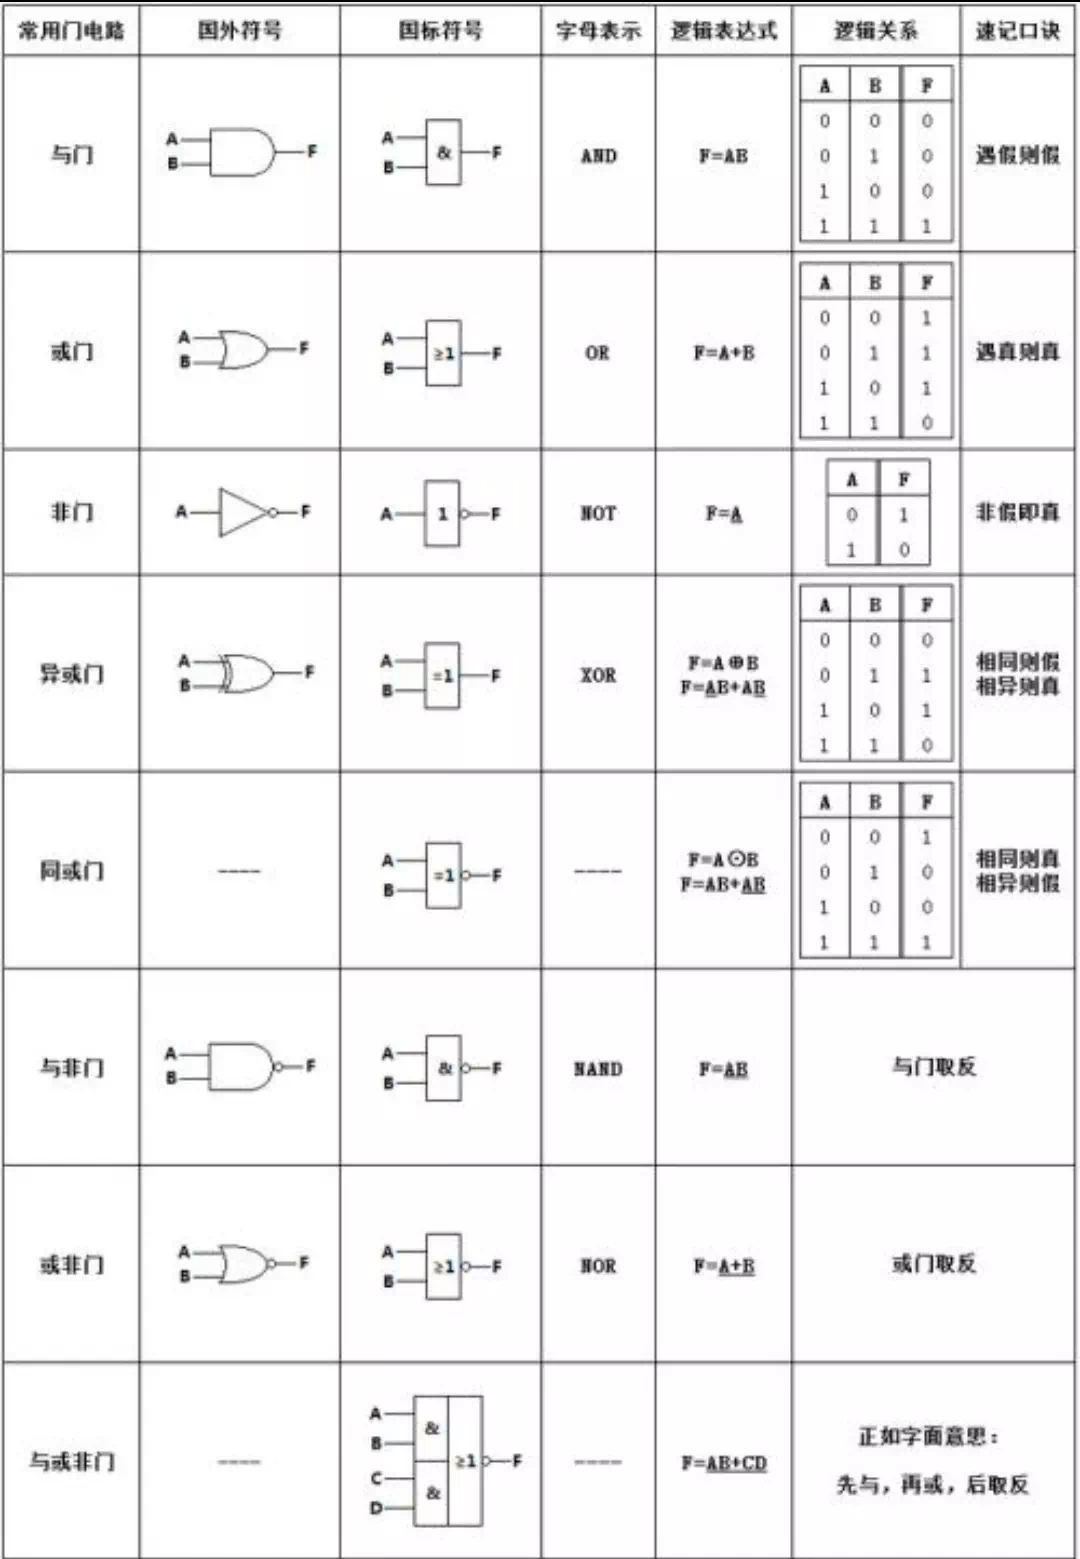 常用门电路 国外符号 国标符号 字母表示 逻辑表达式 逻辑关系 速记口诀
与门
A
B
F
A
B
&
F
AND
F=AB
A B F
0 0 0
0 1 0
1 0 0
1 1 1
遇假则假
或门
A
B
F
A
B
≥1
F
OR
F=A+B
A B F
0 0 1
0 1 1
1 0 1
1 1 0
遇真则真
非门
A
F
A
1
F
NOT
F=A
A F
0 1
1 0
非假即真
异或门
A
B
F
A
B
=1
F
XOR
F=A⊕B
F=AB+AB
A B F
0 0 0
0 1 1
1 0 1
1 1 0
相同则假
相异则真
同或门
----
A
B
=1
F
----
F=A⊙B
F=AB+AB
A B F
0 0 1
0 1 0
1 0 0
1 1 1
相同则真
相异则假
与非门
A
B
F
A
B
&
F
NAND
F=AB
与门取反
或非门
A
B
F
A
B
≥1
F
NOR
F=A+B
或门取反
与或非门
----
A
B
C
D
&
&
≥1
F
----
F=AB+CD
正如字面意思：
先与，再或，后取反